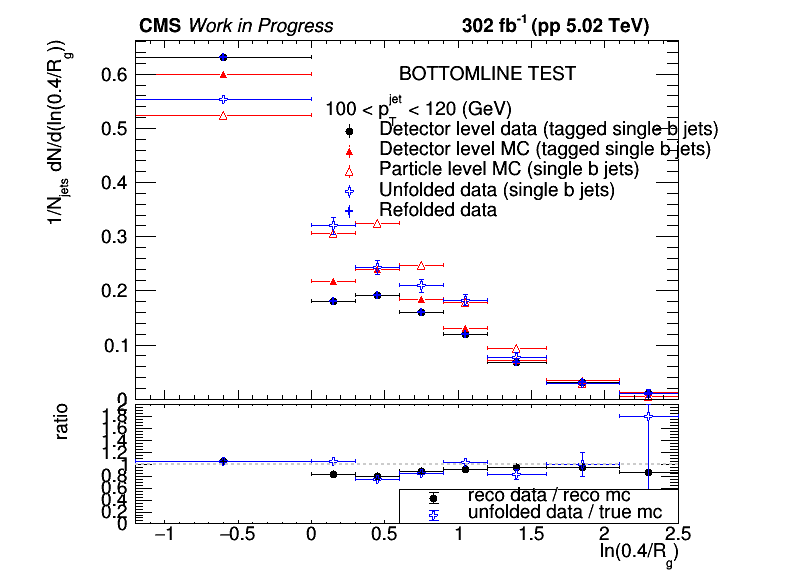 CMS Work in Progress
302 fb-1 (pp 5.02 TeV)
1/Njets dN/d(ln(0.4/Rg))
BOTTOMLINE TEST
100 < pTjet < 120 (GeV)
Detector level data (tagged single b jets)
Detector level MC (tagged single b jets)
Particle level MC (single b jets)
Unfolded data (single b jets)
Refolded data
0.6
0.5
0.4
0.3
0.2
0.1
0
ratio
2
1.8
1.6
1.4
1.2
1
0.8
0.6
0.4
0.2
0
reco data / reco mc
unfolded data / true mc
−1 −0.5 0 0.5 1 1.5 2 2.5
ln(0.4/Rg)